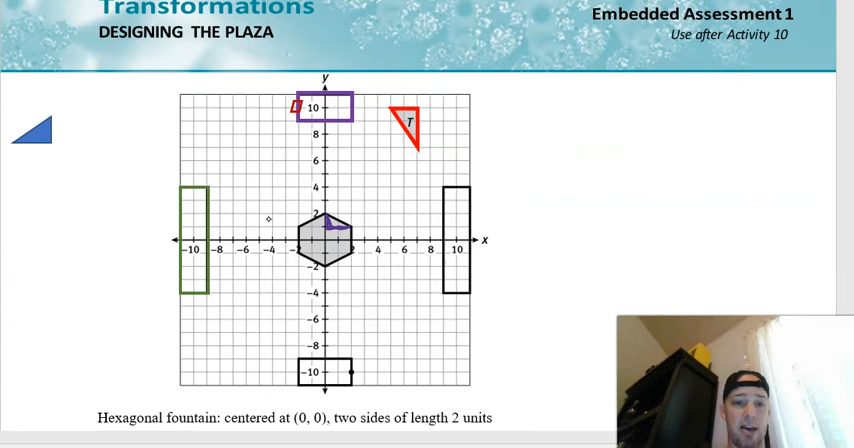 Transformations
Embedded Assessment 1
DESIGNING THE PLAZA
Use after Activity 10
y
10
T
8
6
4
2
x
-10 -8 -6 -4 -2 2 4 6 8 10
-2
-4
-6
-8
-10
Hexagonal fountain: centered at (0, 0), two sides of length 2 units